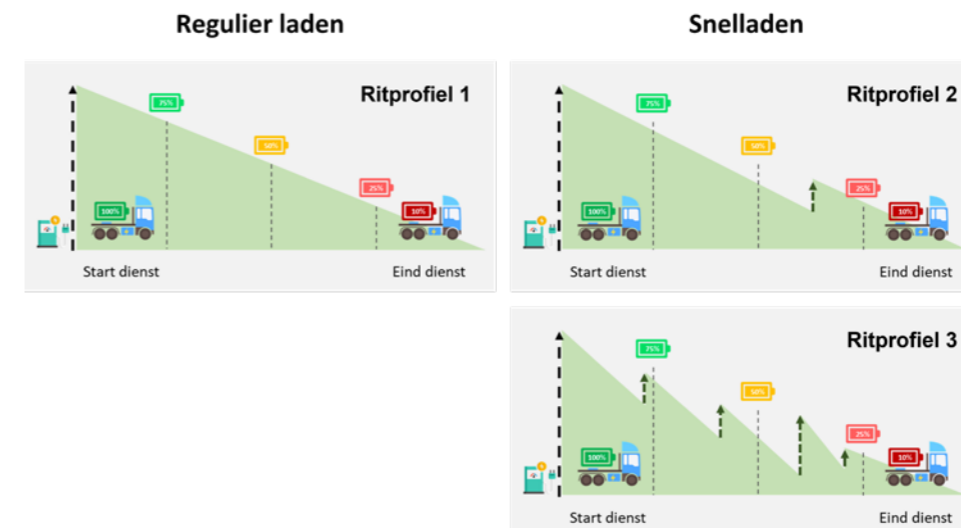 Regulier laden
Snelladen
Ritprofiel 1
75%
50%
25%
100%
10%
Start dienst
Eind dienst
Ritprofiel 2
75%
50%
25%
100%
10%
Start dienst
Eind dienst
Ritprofiel 3
75%
50%
25%
100%
10%
Start dienst
Eind dienst